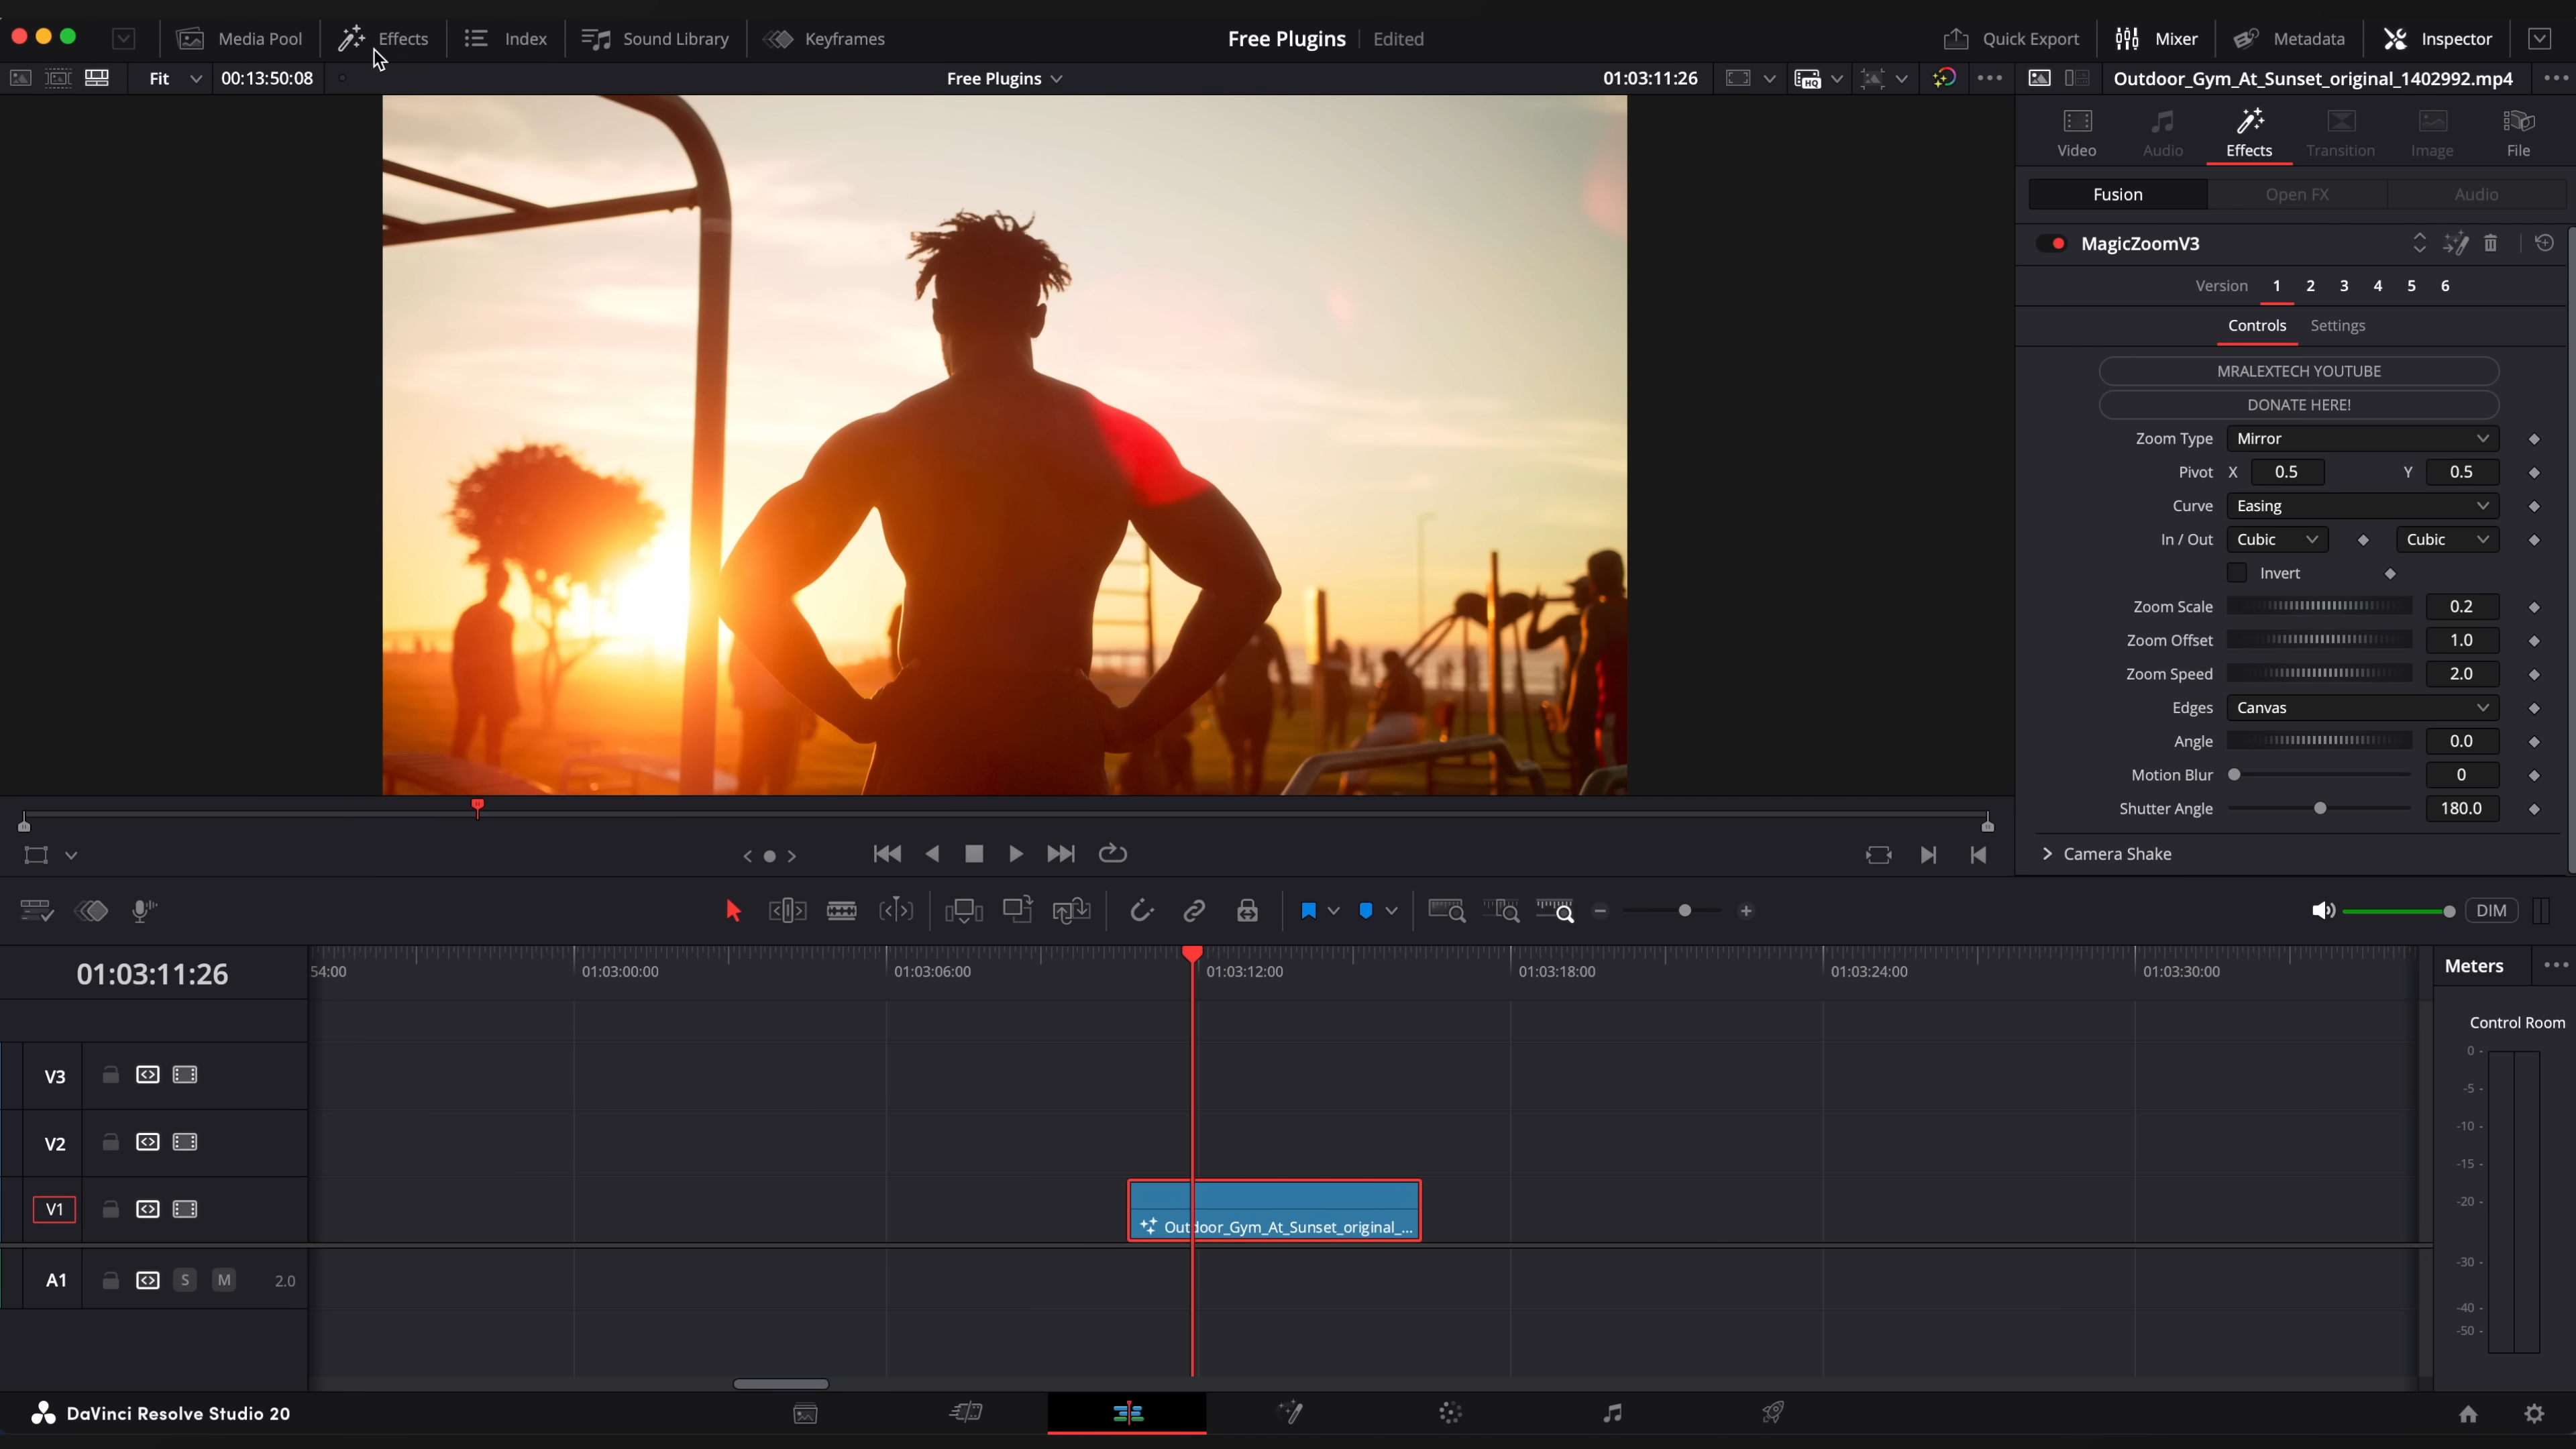 Media Pool Effects Index Sound Library Keyframes Free Plugins Edited Quick Export Mixer Metadata Inspector
Fit 00:13:50:08 Free Plugins 01:03:11:26 HQ Outdoor_Gym_At_Sunset_original_1402992.mp4
Video Audio Effects Transition Image File
Fusion Open FX Audio
MagicZoomV3
Version 1 2 3 4 5 6
Controls Settings
MRALEXTECH YOUTUBE
DONATE HERE!
Zoom Type Mirror
Pivot X 0.5 Y 0.5
Curve Easing
In / Out Cubic Cubic
Invert
Zoom Scale 0.2
Zoom Offset 1.0
Zoom Speed 2.0
Edges Canvas
Angle 0.0
Motion Blur 0
Shutter Angle 180.0
Camera Shake
DIM
01:03:11:26 54:00 01:03:00:00 01:03:06:00 01:03:12:00 01:03:18:00 01:03:24:00 01:03:30:00 Meters
Control Room
0 -
-5 -
-10 -
-15 -
-20 -
-30 -
-40 -
-50 -
V3
V2
V1
Outdoor_Gym_At_Sunset_original_...
A1 S M 2.0
DaVinci Resolve Studio 20